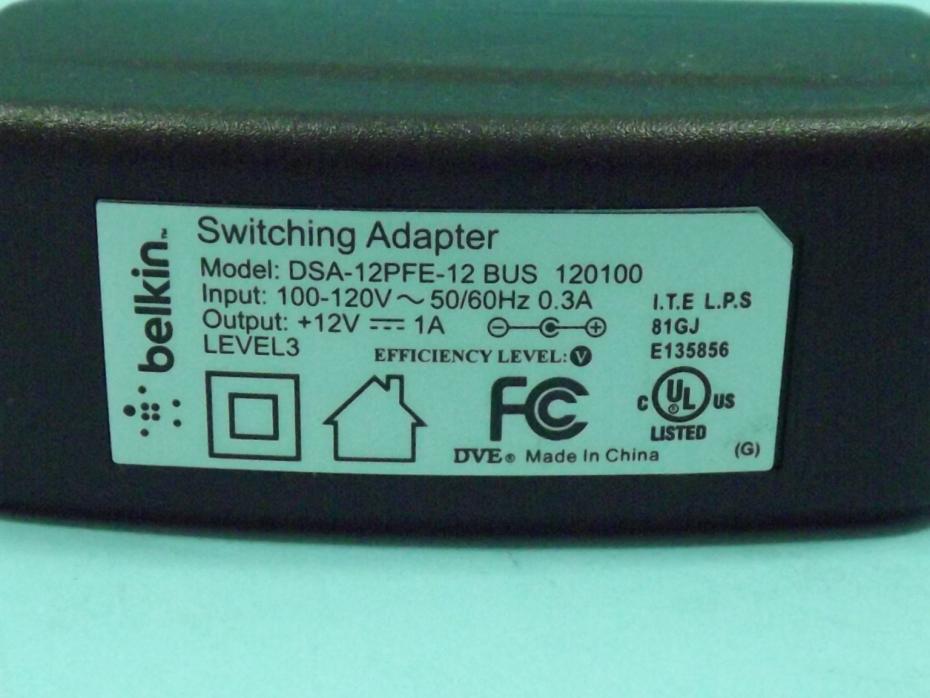 belkin™
Switching Adapter
Model: DSA-12PFE-12 BUS 120100
Input: 100-120V～50/60Hz 0.3A
Output: +12V ⎓ 1A
LEVEL3
EFFICIENCY LEVEL: V
I.T.E L.P.S
81GJ
E135856
FC
C UL® US
LISTED
DVE® Made In China
(G)